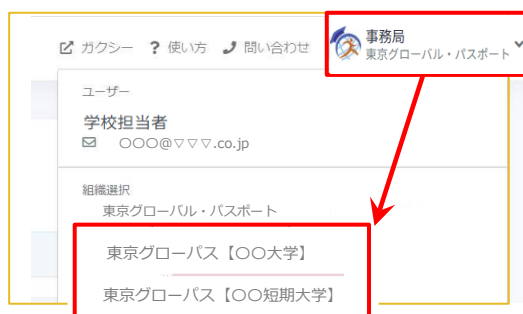 ガクシー ? 使い方 問い合わせ
事務局
東京グローバル・パスポート
ユーザー
学校担当者
〇〇〇@▽▽▽.co.jp
組織選択
東京グローバル・パスポート
東京グローパス【〇〇大学】
東京グローパス【〇〇短期大学】